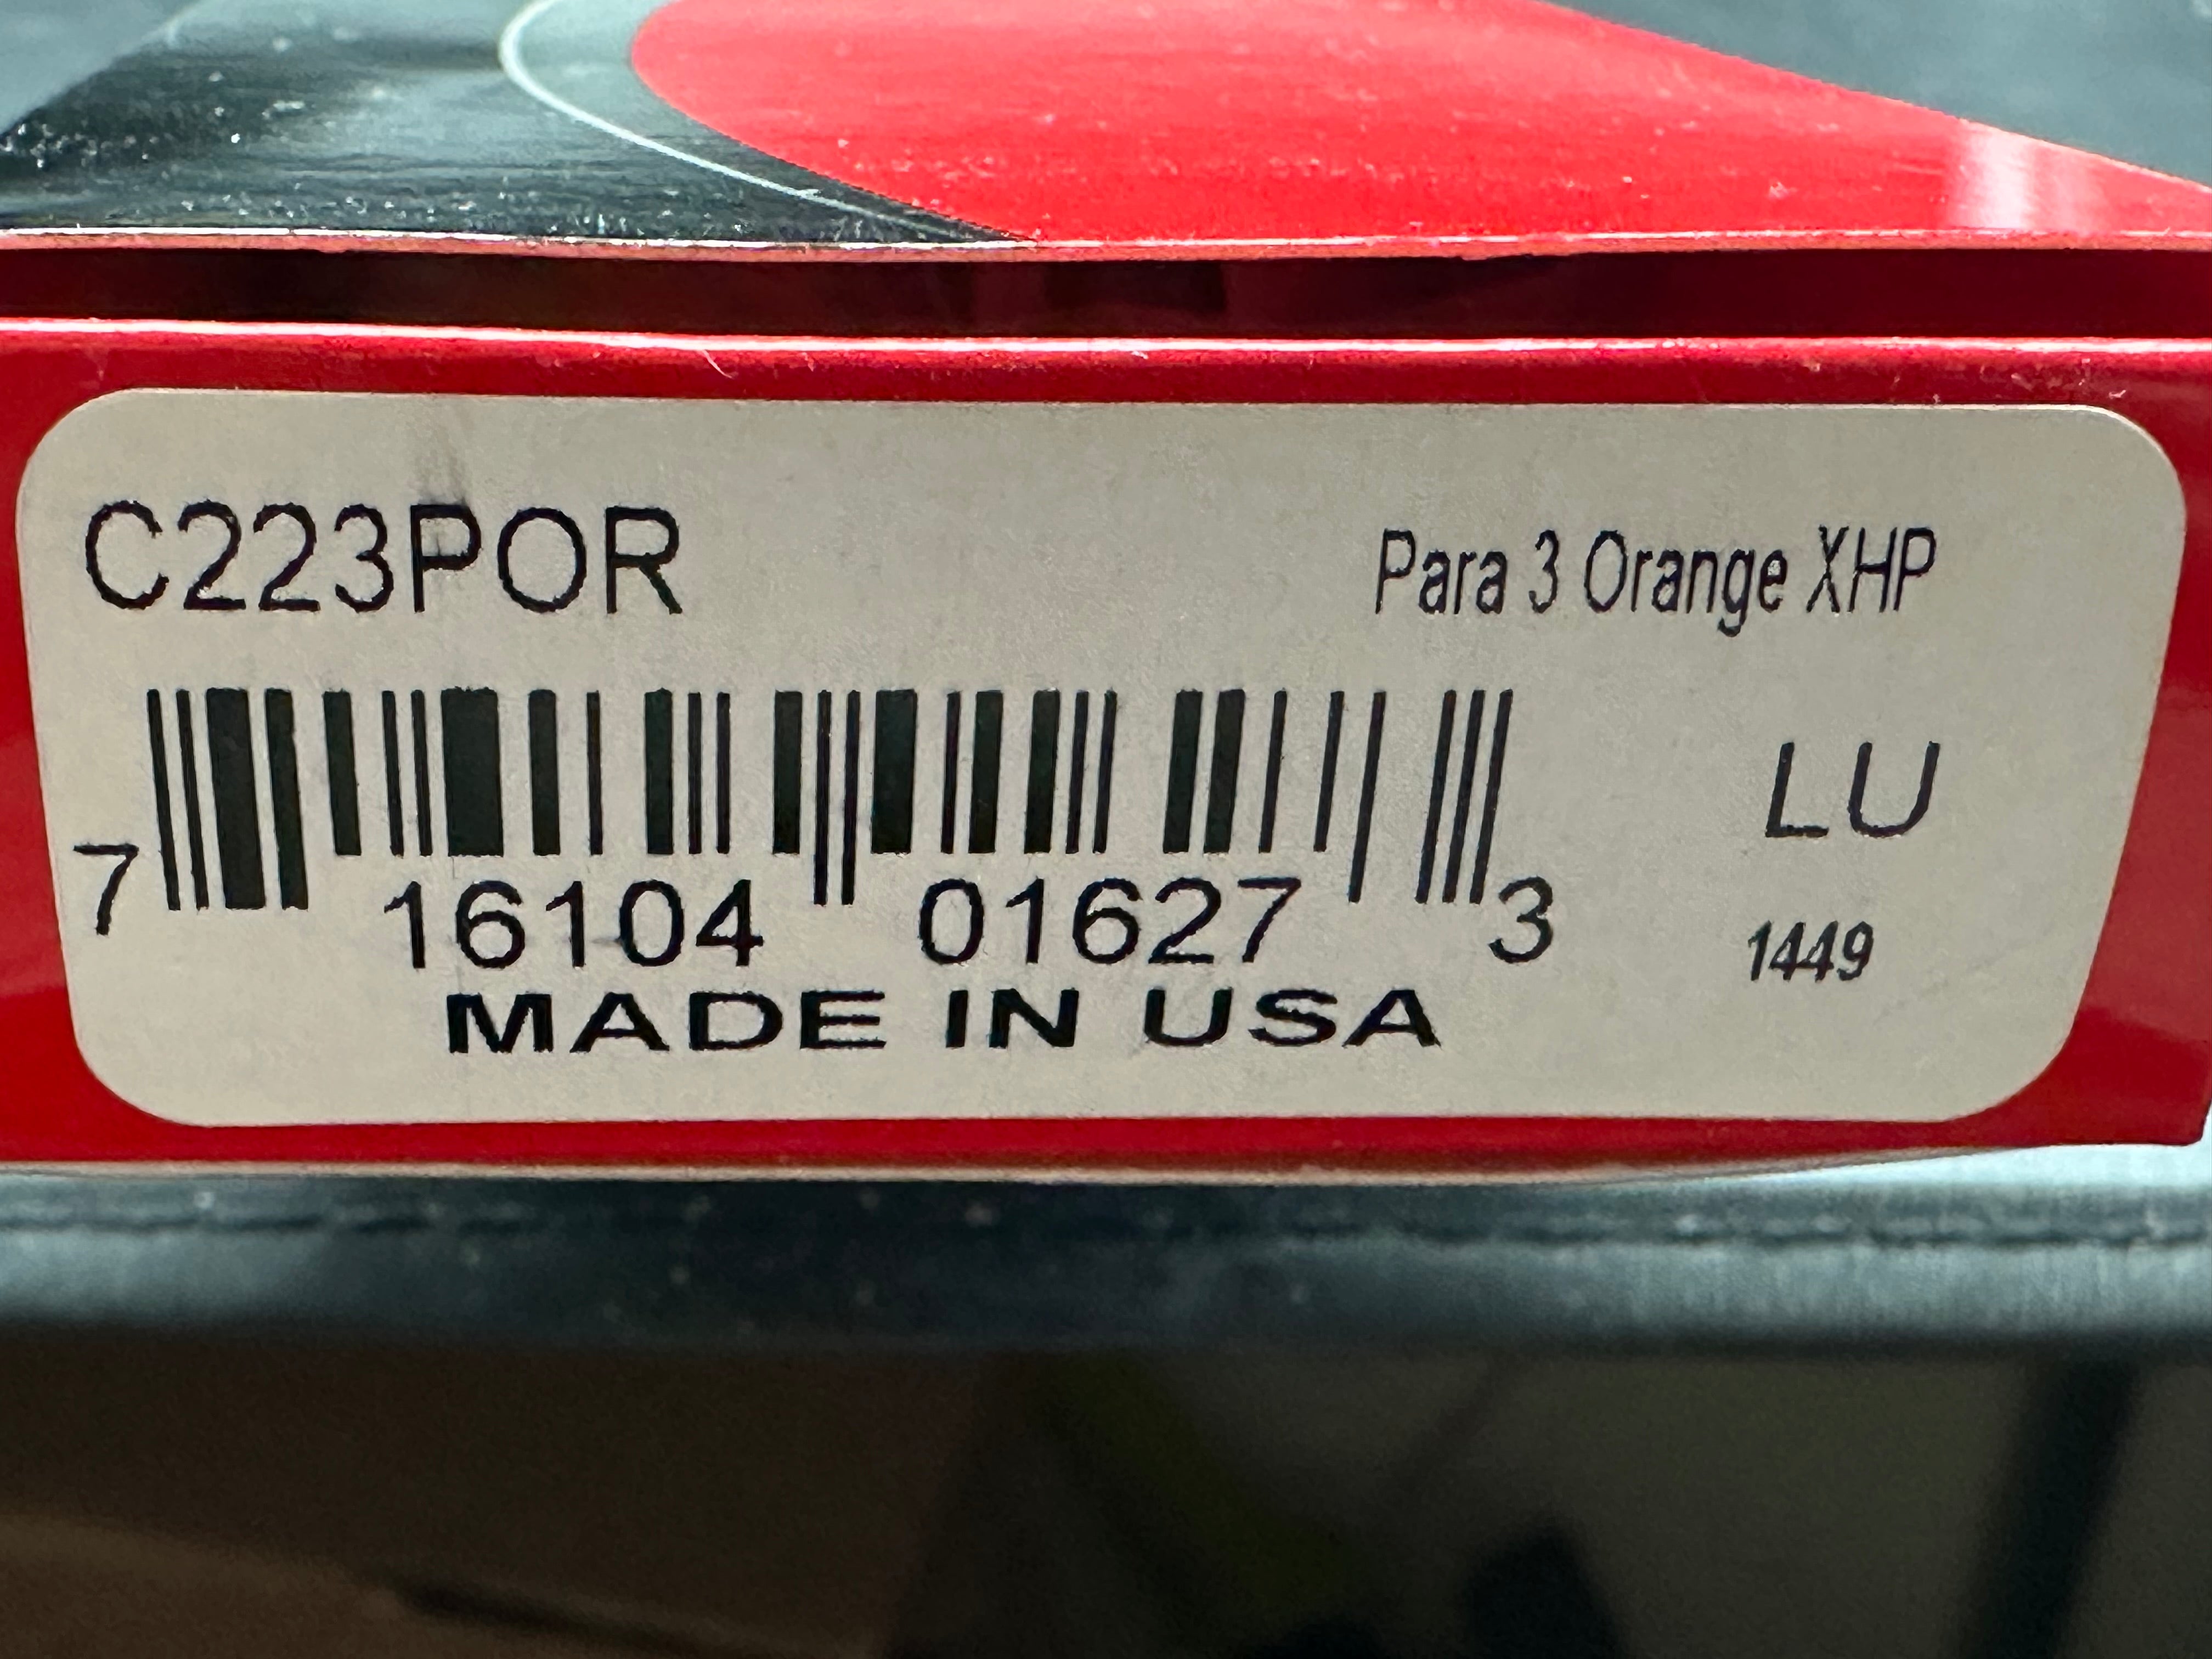 C223POR
Para 3 Orange XHP
LU
7 16104 01627 3
1449
MADE IN USA